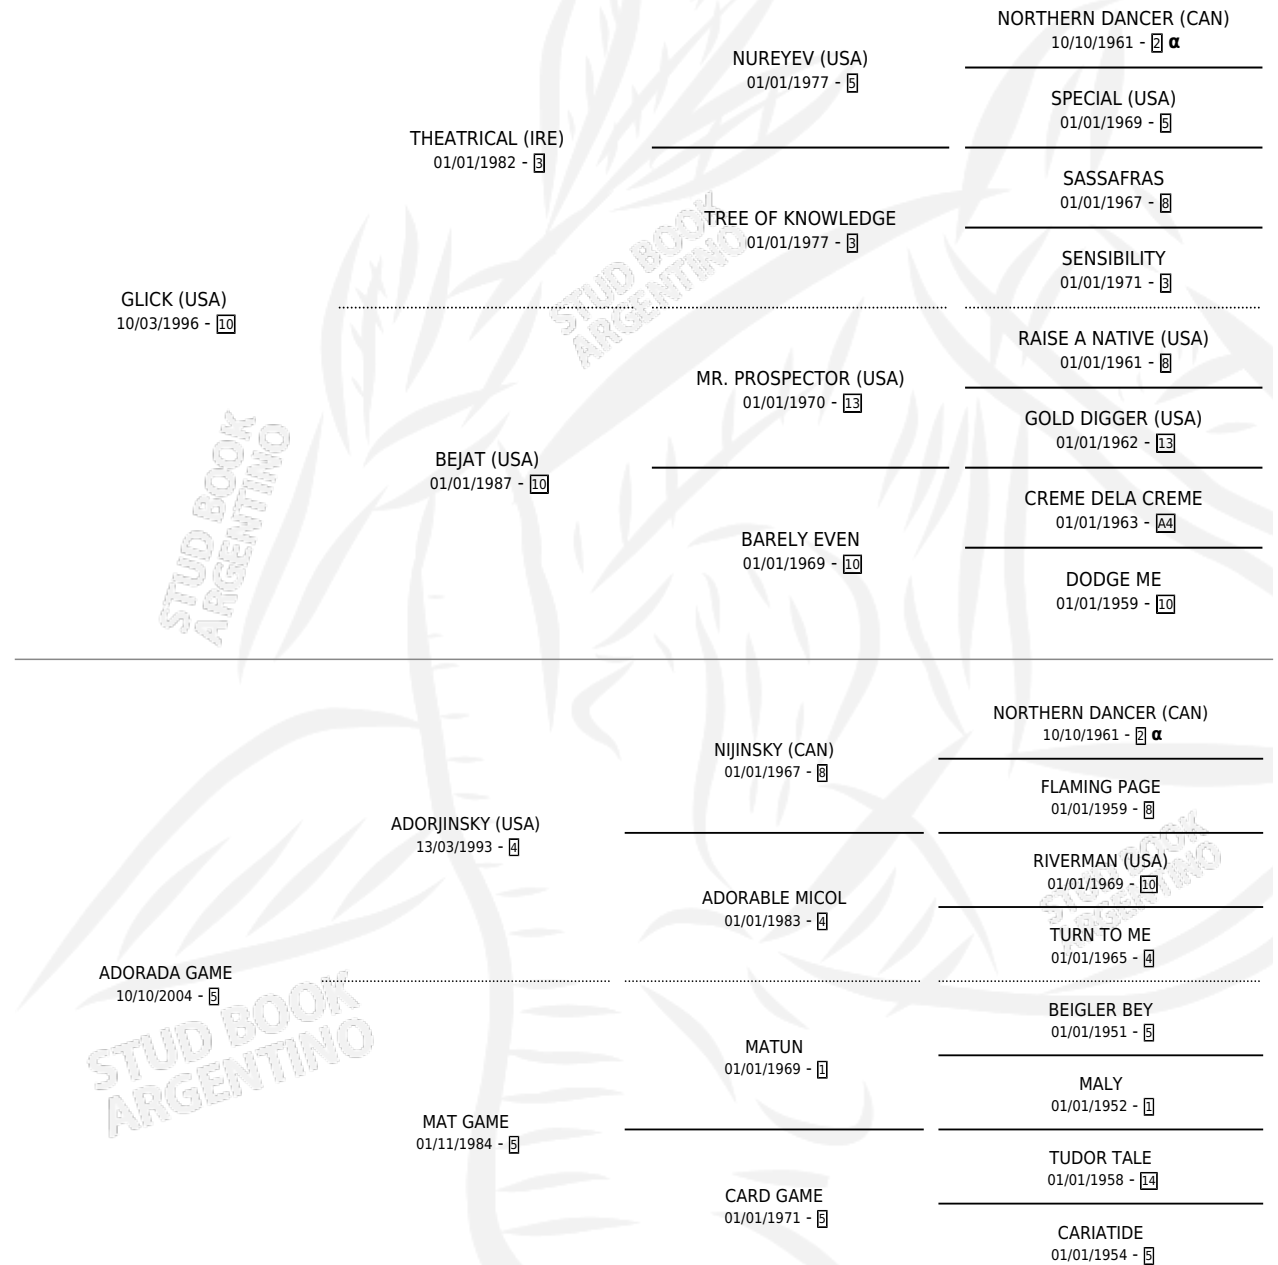 NORTHERN DANCER (CAN)
10/10/1961 - 2 α
NUREYEV (USA)
01/01/1977 - 5
SPECIAL (USA)
01/01/1969 - 5
THEATRICAL (IRE)
01/01/1982 - 3
SASSAFRAS
01/01/1967 - 8
TREE OF KNOWLEDGE
01/01/1977 - 3
SENSIBILITY
01/01/1971 - 3
GLICK (USA)
10/03/1996 - 10
RAISE A NATIVE (USA)
01/01/1961 - 8
MR. PROSPECTOR (USA)
01/01/1970 - 13
GOLD DIGGER (USA)
01/01/1962 - 13
BEJAT (USA)
01/01/1987 - 10
CREME DELA CREME
01/01/1963 - A4
BARELY EVEN
01/01/1969 - 10
DODGE ME
01/01/1959 - 10
NORTHERN DANCER (CAN)
10/10/1961 - 2 α
NIJINSKY (CAN)
01/01/1967 - 8
FLAMING PAGE
01/01/1959 - 8
ADORJINSKY (USA)
13/03/1993 - 4
RIVERMAN (USA)
01/01/1969 - 10
ADORABLE MICOL
01/01/1983 - 4
TURN TO ME
01/01/1965 - 4
ADORADA GAME
10/10/2004 - 5
BEIGLER BEY
01/01/1951 - 5
MATUN
01/01/1969 - 1
MALY
01/01/1952 - 1
MAT GAME
01/11/1984 - 5
TUDOR TALE
01/01/1958 - 14
CARD GAME
01/01/1971 - 5
CARIATIDE
01/01/1954 - 5
STUD BOOK
ARGENTINO
STUD BOOK
ARGENTINO
STUD BOOK
ARGENTINO
STUD BOOK
ARGENTINO